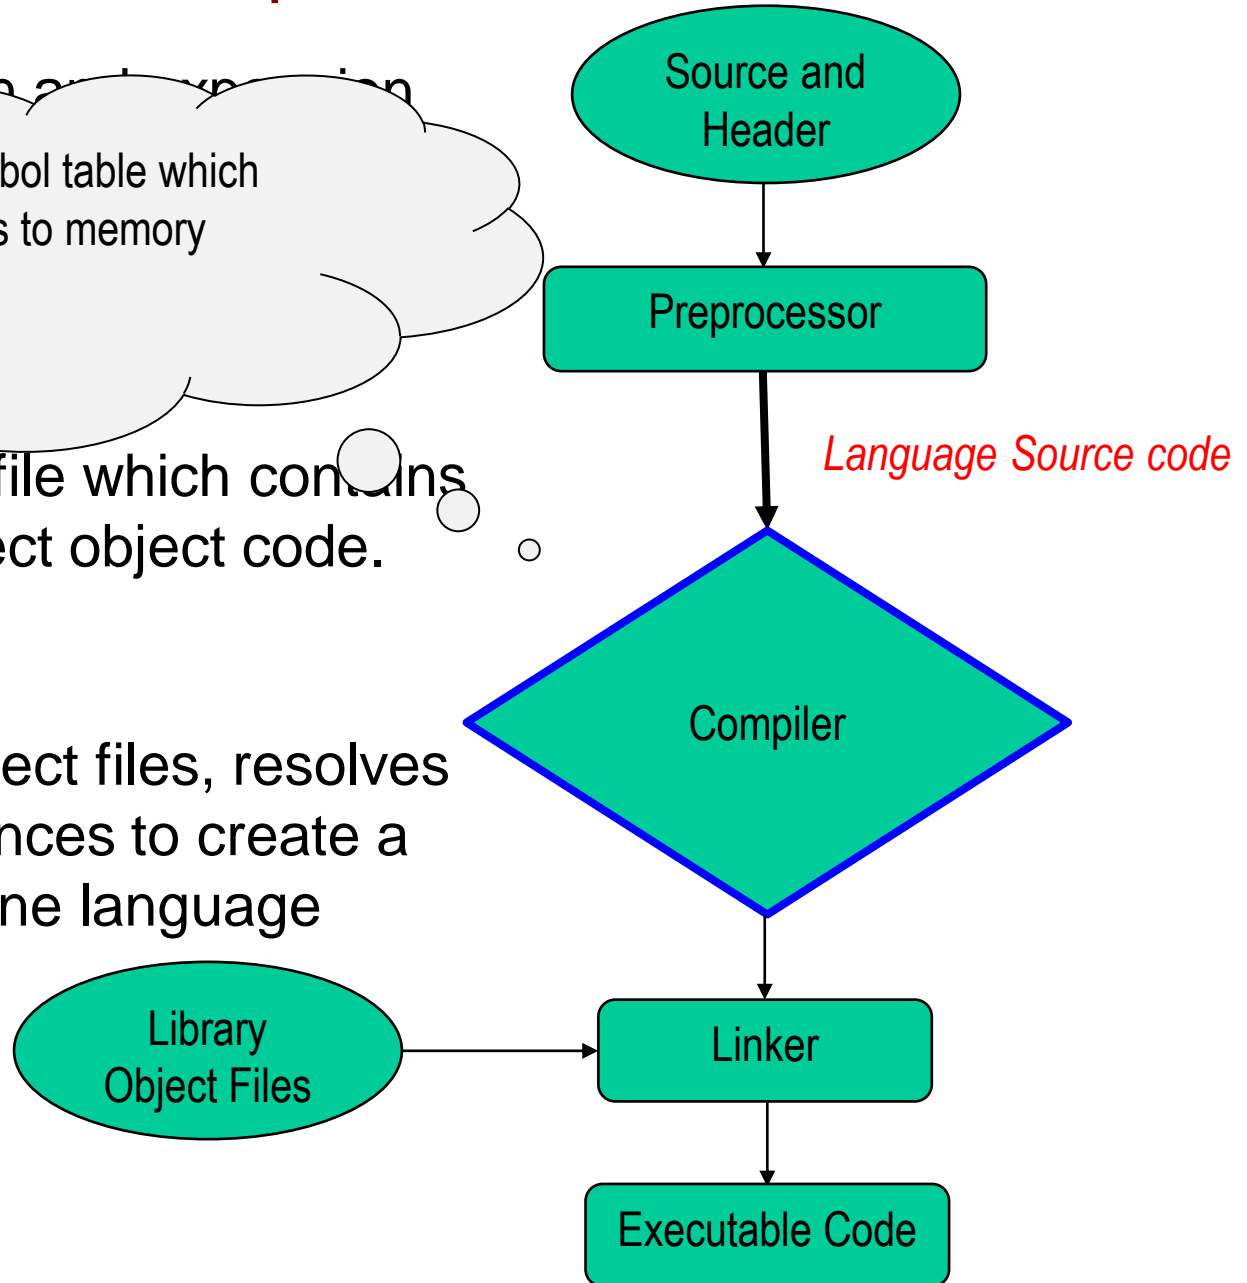 Source and
Header
bol table which
s to memory
Preprocessor
Language Source code
file which contains
ect object code.
Compiler
ect files, resolves
nces to create a
ne language
Library
Object Files
Linker
Executable Code